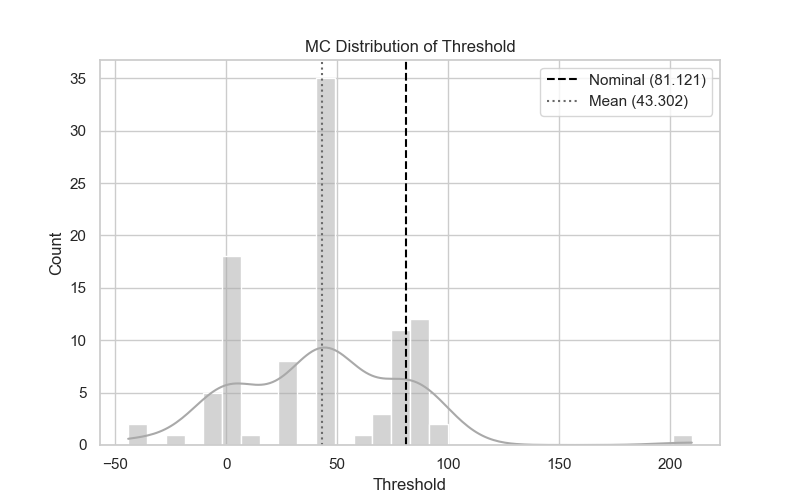 MC Distribution of Threshold
Nominal (81.121)
Mean (43.302)
Count
35
30
25
20
15
10
5
0
−50
0
50
100
150
200
Threshold